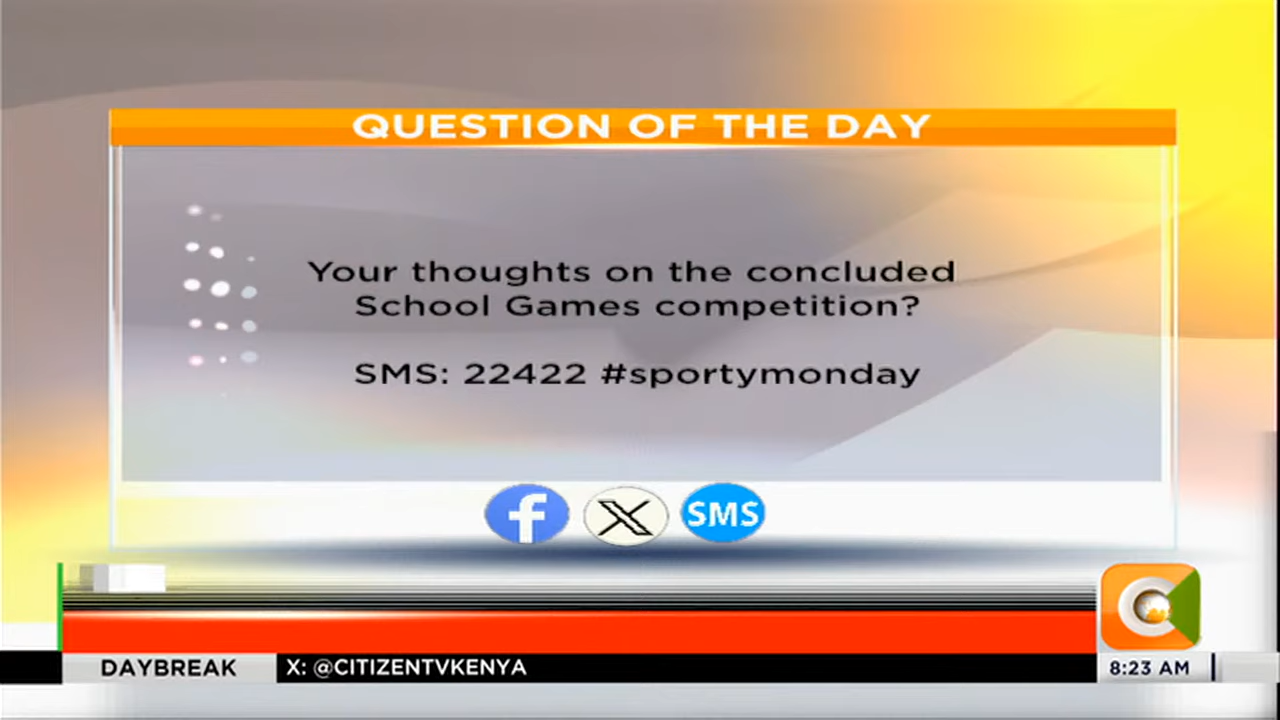 QUESTION OF THE DAY
Your thoughts on the concluded
School Games competition?
SMS: 22422 #sportymonday
f X SMS
DAYBREAK X: @CITIZENTVKENYA 8:23 AM